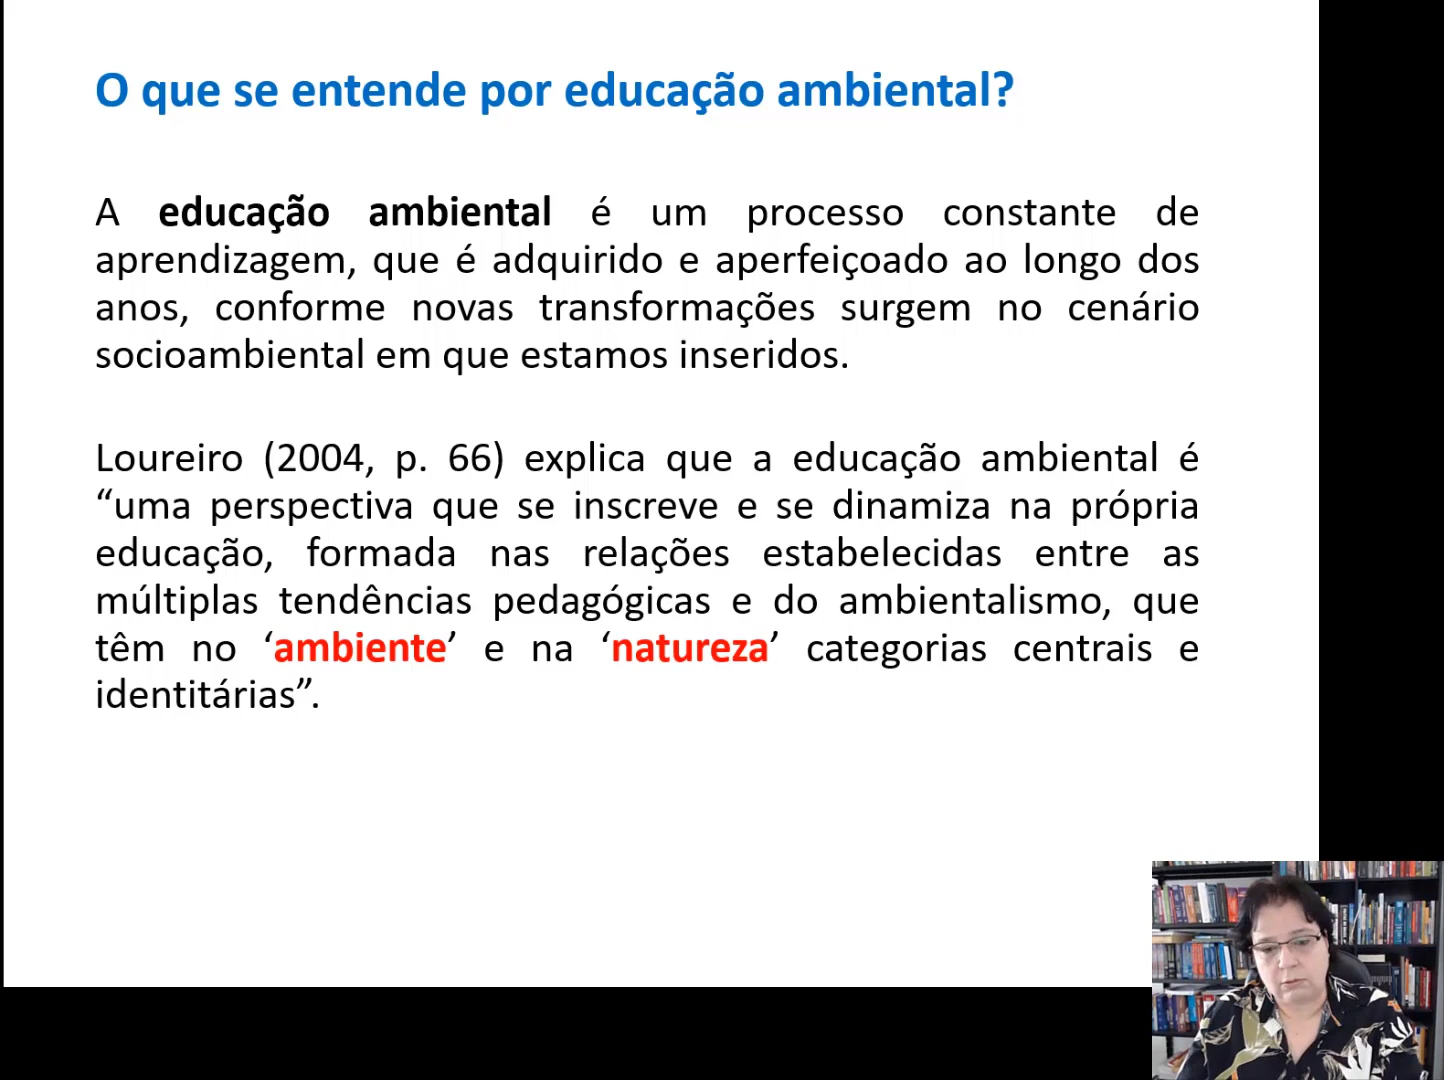 O que se entende por educação ambiental?
A educação ambiental é um processo constante de
aprendizagem, que é adquirido e aperfeiçoado ao longo dos
anos, conforme novas transformações surgem no cenário
socioambiental em que estamos inseridos.
Loureiro (2004, p. 66) explica que a educação ambiental é
“uma perspectiva que se inscreve e se dinamiza na própria
educação, formada nas relações estabelecidas entre as
múltiplas tendências pedagógicas e do ambientalismo, que
têm no ‘ambiente’ e na ‘natureza’ categorias centrais e
identitárias”.